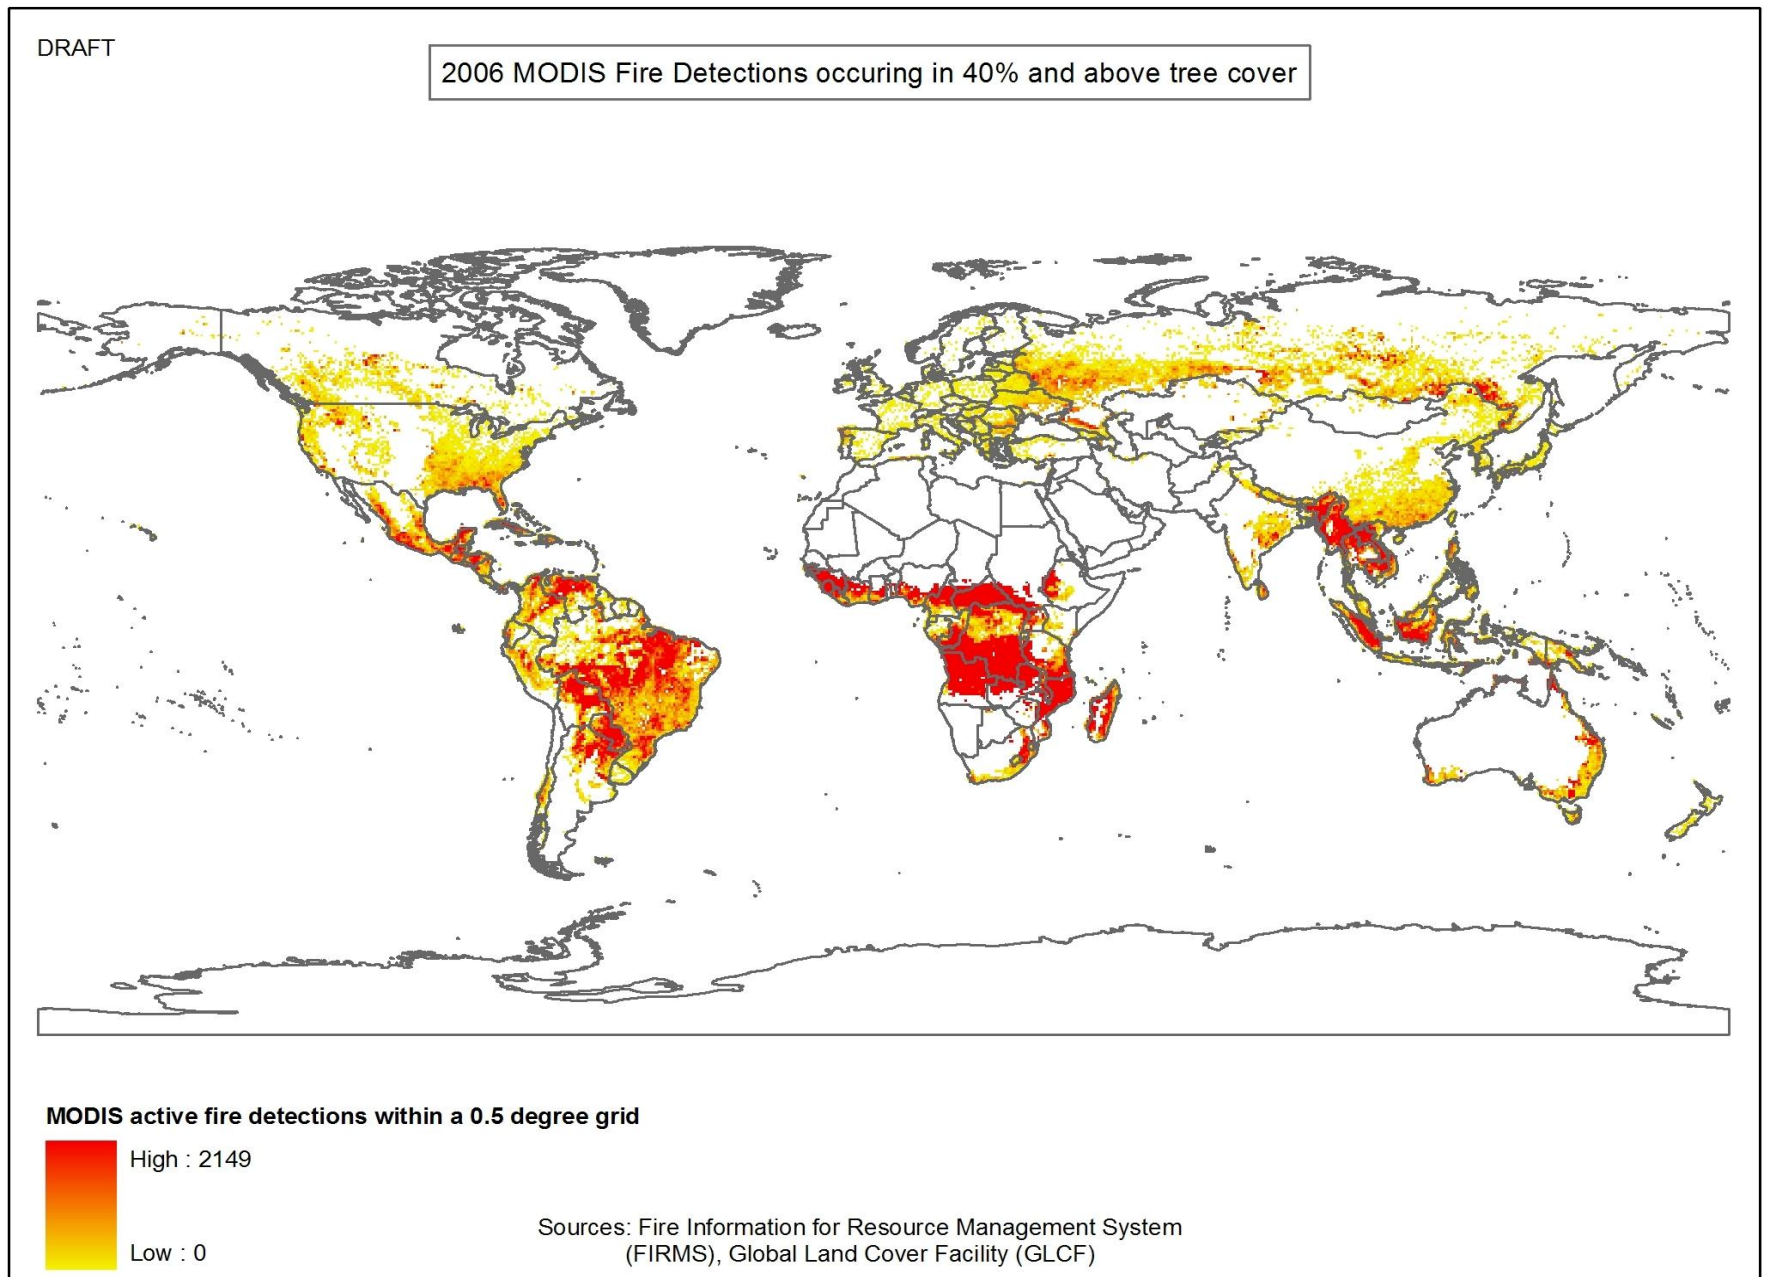 DRAFT
2006 MODIS Fire Detections occuring in 40% and above tree cover
MODIS active fire detections within a 0.5 degree grid
High : 2149
Low : 0
Sources: Fire Information for Resource Management System
(FIRMS), Global Land Cover Facility (GLCF)